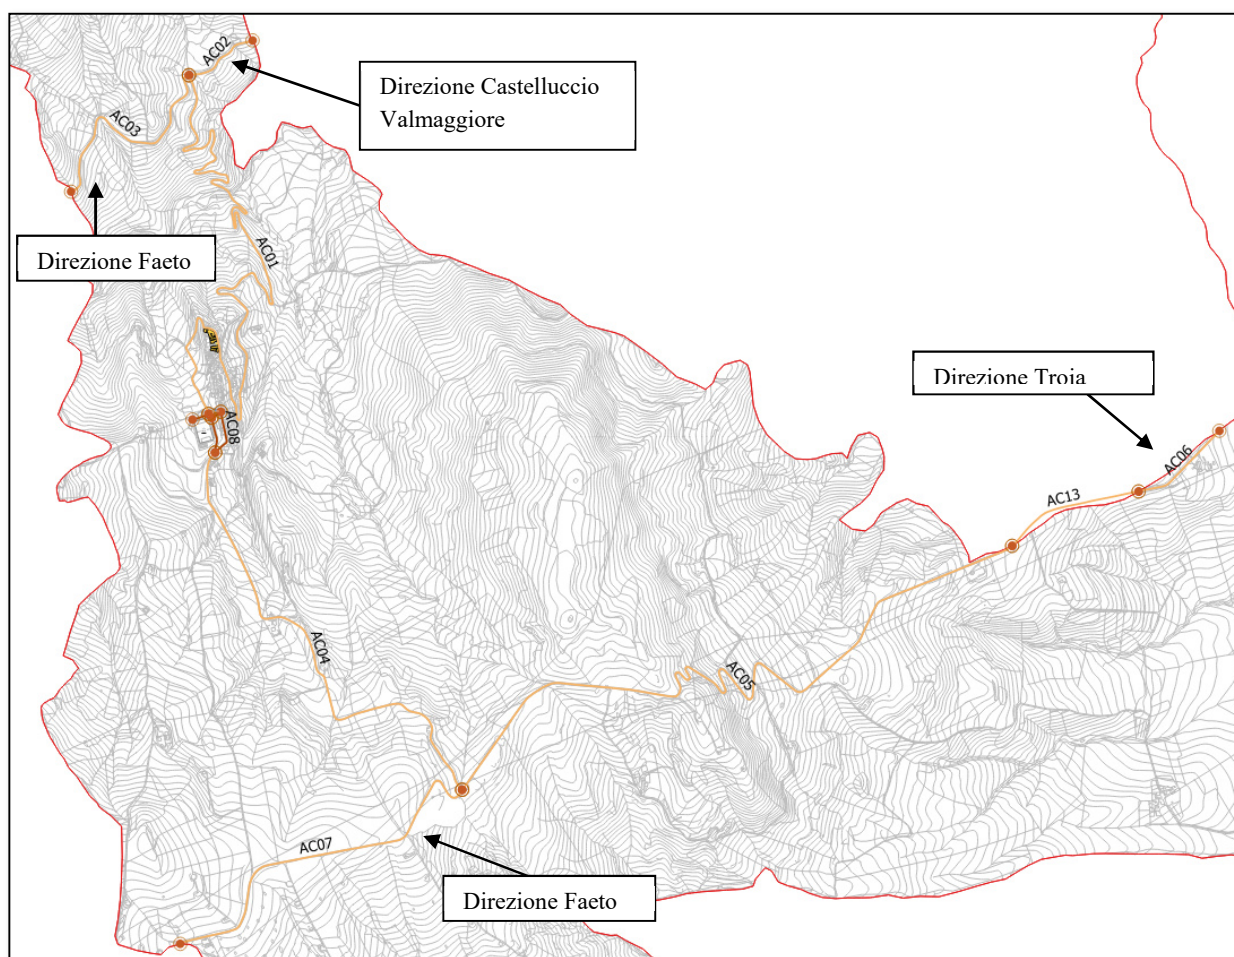 AC02
Direzione Castelluccio
Valmaggiore
AC03
Direzione Faeto
AC01
Direzione Troia
AC08
AC06
AC13
AC04
AC05
AC07
Direzione Faeto